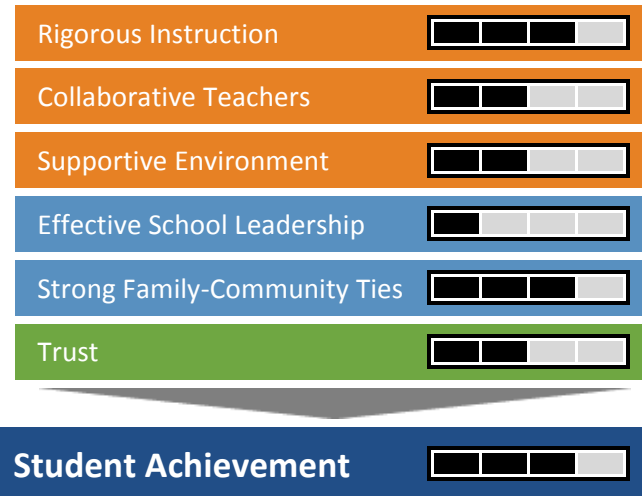 Rigorous Instruction
Collaborative Teachers
Supportive Environment
Effective School Leadership
Strong Family-Community Ties
Trust
Student Achievement